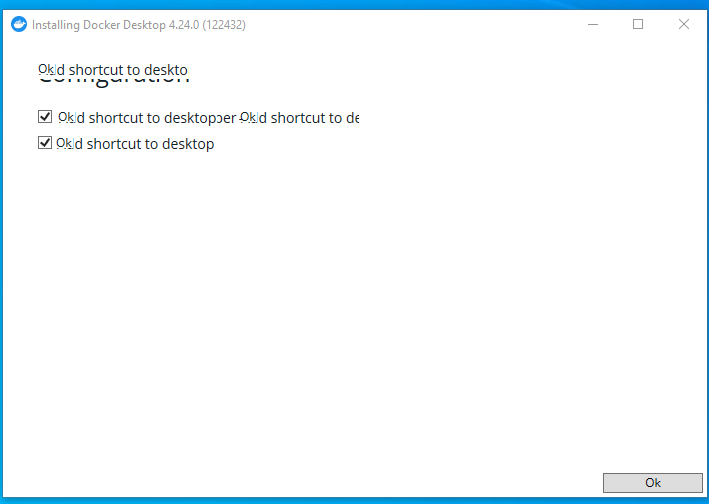 Installing Docker Desktop 4.24.0 (122432)
Okd shortcut to deskto
Configuration
Okd shortcut to desktopper Okd shortcut to de
Okd shortcut to desktop
Ok